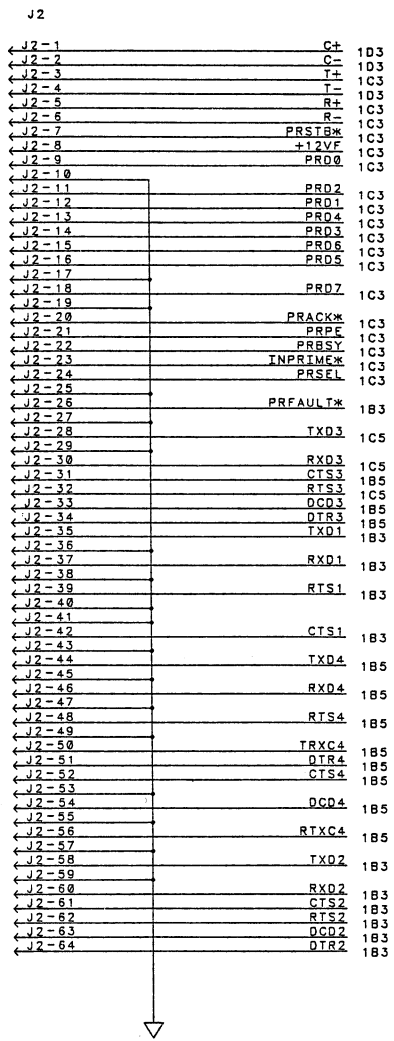 J2
J2-1 C+ 1D3
J2-2 C- 1D3
J2-3 T+ 1C3
J2-4 T- 1D3
J2-5 R+ 1C3
J2-6 R- 1C3
J2-7 PRSTB* 1C3
J2-8 +12VF 1C3
J2-9 PRD0 1C3
J2-10
J2-11 PRD2 1C3
J2-12 PRD1 1C3
J2-13 PRD4 1C3
J2-14 PRD3 1C3
J2-15 PRD6 1C3
J2-16 PRD5 1C3
J2-17
J2-18 PRD7 1C3
J2-19
J2-20 PRACK* 1C3
J2-21 PRPE 1C3
J2-22 PRBSY 1C3
J2-23 INPRIME* 1C3
J2-24 PRSEL 1C3
J2-25
J2-26 PRFAULT* 1B3
J2-27
J2-28 TXD3 1C5
J2-29
J2-30 RXD3 1C5
J2-31 CTS3 1B5
J2-32 RTS3 1C5
J2-33 DCD3 1B5
J2-34 DTR3 1B5
J2-35 TXD1 1B3
J2-36
J2-37 RXD1 1B3
J2-38
J2-39 RTS1 1B3
J2-40
J2-41
J2-42 CTS1 1B3
J2-43
J2-44 TXD4 1B5
J2-45
J2-46 RXD4 1B5
J2-47
J2-48 RTS4 1B5
J2-49
J2-50 TRXC4 1B5
J2-51 DTR4 1B5
J2-52 CTS4 1B5
J2-53
J2-54 DCD4 1B5
J2-55
J2-56 RTXC4 1B5
J2-57
J2-58 TXD2 1B3
J2-59
J2-60 RXD2 1B3
J2-61 CTS2 1B3
J2-62 RTS2 1B3
J2-63 DCD2 1B3
J2-64 DTR2 1B3